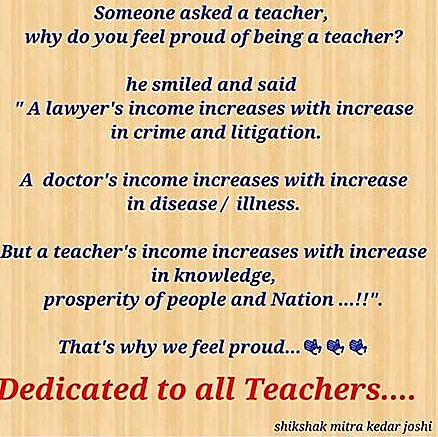 Someone asked a teacher,
why do you feel proud of being a teacher?
he smiled and said
" A lawyer's income increases with increase
in crime and litigation.
A doctor's income increases with increase
in disease / illness.
But a teacher's income increases with increase
in knowledge,
prosperity of people and Nation ...!!".
That's why we feel proud...👏👏👏
Dedicated to all Teachers....
shikshak mitra kedar joshi